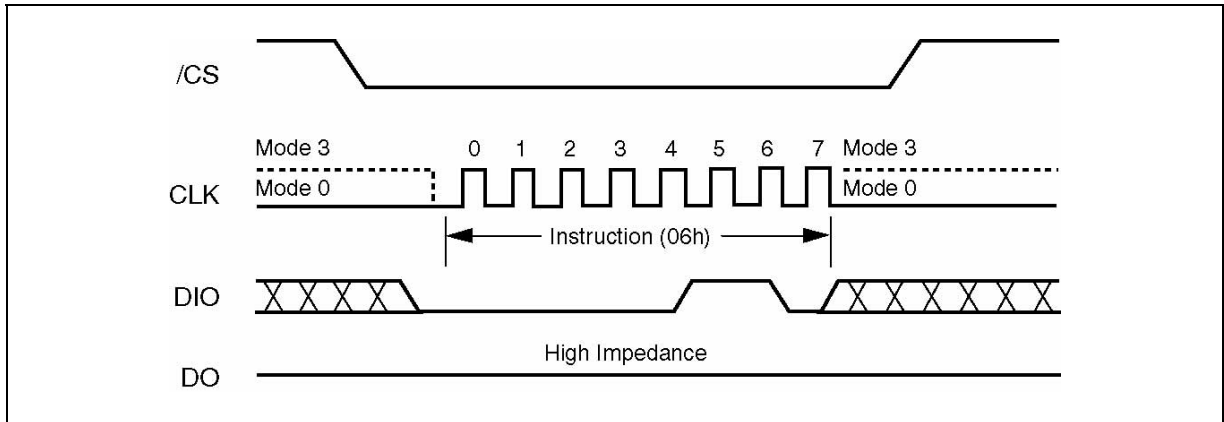 /CS
Mode 3 0 1 2 3 4 5 6 7 Mode 3
CLK Mode 0 Mode 0
Instruction (06h)
DIO
High Impedance
DO